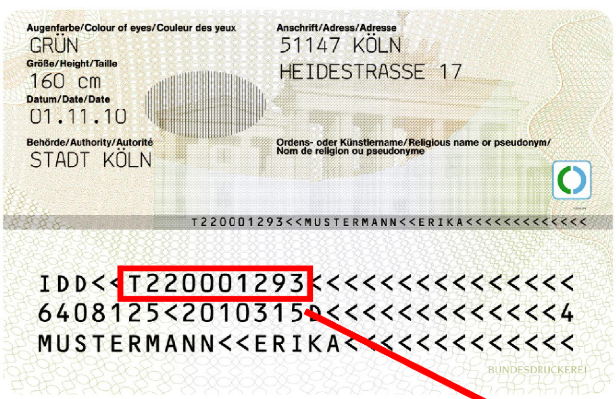 Augenfarbe/Colour of eyes/Couleur des yeux
GRÜN
Größe/Height/Taille
160 cm
Datum/Date/Date
01.11.10
Behörde/Authority/Autorité
STADT KÖLN
Anschrift/Adress/Adresse
51147 KÖLN
HEIDESTRASSE 17
Ordens- oder Künstlername/Religious name or pseudonym/
Nom de religion ou pseudonyme
T220001293<<MUSTERMANN<<ERIKA<<<<<<<<<<<<<
IDD<<T220001293<<<<<<<<<<<<<<<
6408125<2010315D<<<<<<<<<<<<<4
MUSTERMANN<<ERIKA<<<<<<<<<<<<<
BUNDESDRUCKEREI